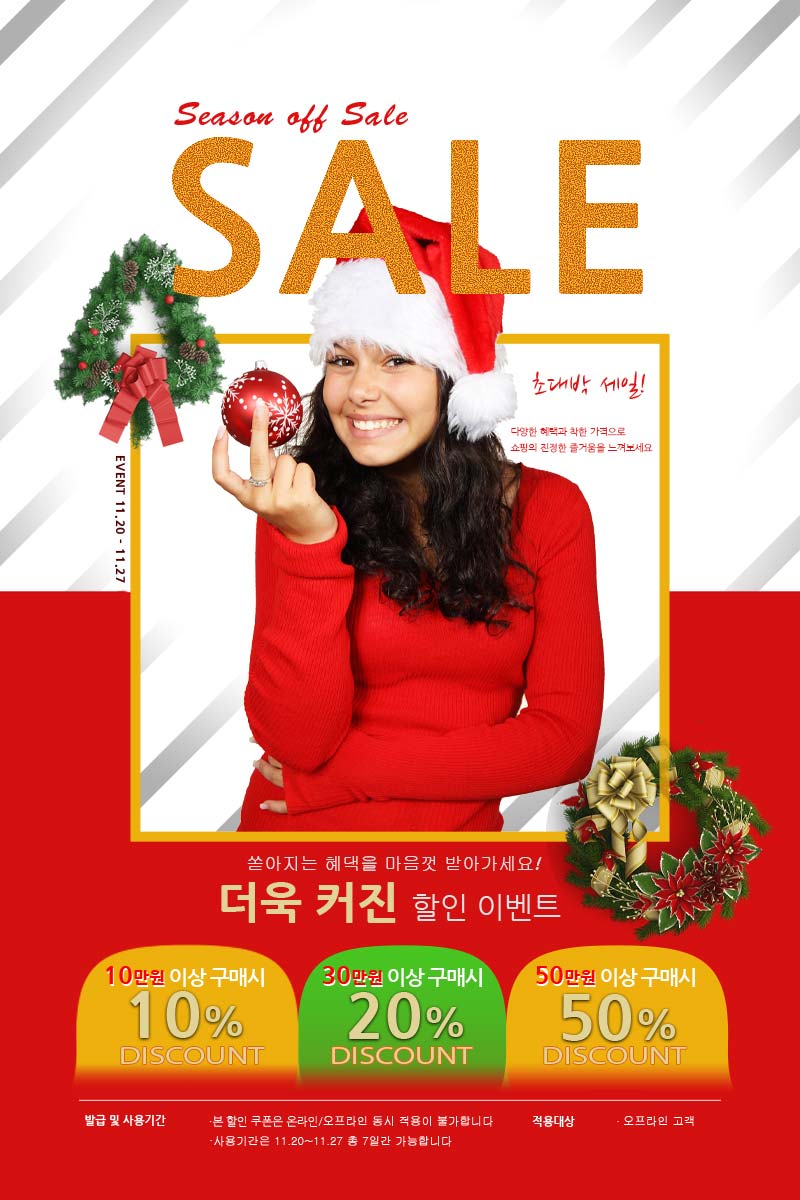 Season off Sale
SALE
초대박 세일!
다양한 혜택과 착한 가격으로
쇼핑의 진정한 즐거움을 느껴보세요
EVENT 11.20 - 11.27
쏟아지는 혜댁을 마음껏 받아가세요!
더욱 커진 할인 이벤트
10만원 이상 구매시
10%
DISCOUNT
30만원 이상 구매시
20%
DISCOUNT
50만원 이상 구매시
50%
DISCOUNT
발급 및 사용기간
·본 할인 쿠폰은 온라인/오프라인 동시 적용이 불가합니다
·사용기간은 11.20~11.27 총 7일간 가능합니다
적용대상
· 오프라인 고객